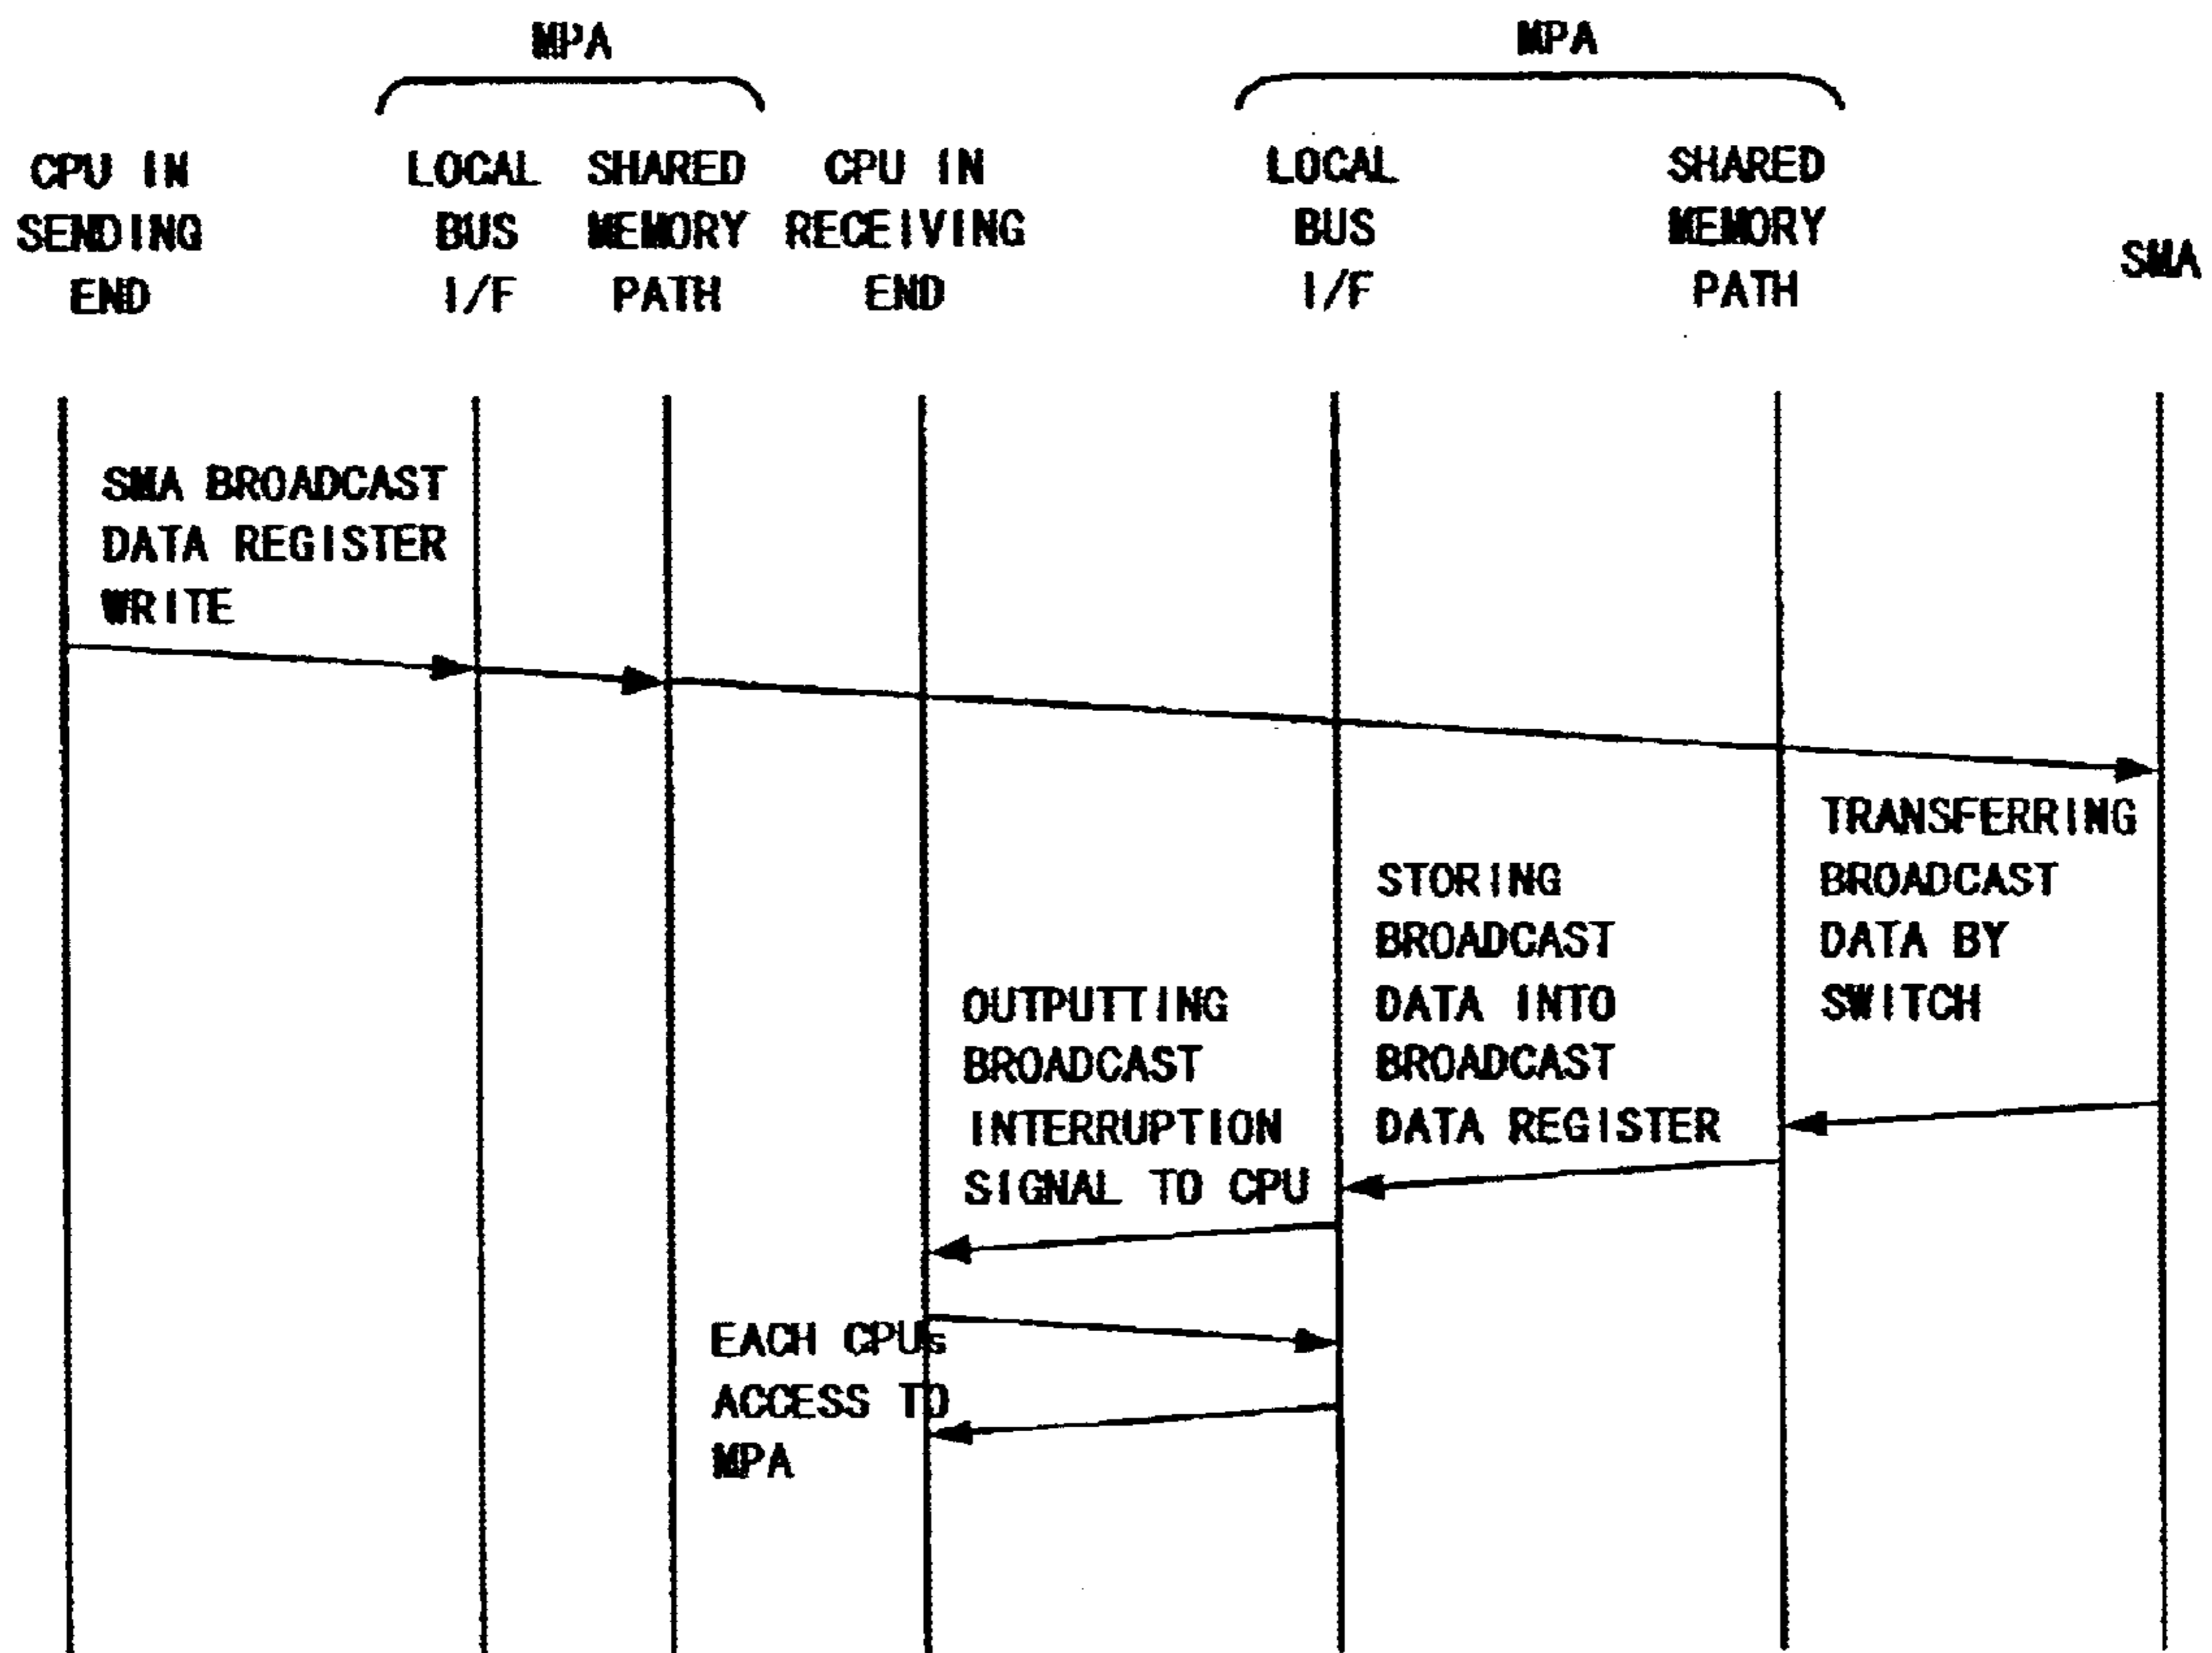 MPA
MPA
CPU IN
SENDING
END
LOCAL
BUS
I/F
SHARED
MEMORY
PATH
CPU IN
RECEIVING
END
LOCAL
BUS
I/F
SHARED
MEMORY
PATH
SMA
SMA BROADCAST
DATA REGISTER
WRITE
TRANSFERRING
BROADCAST
DATA BY
SWITCH
STORING
BROADCAST
DATA INTO
BROADCAST
DATA REGISTER
OUTPUTTING
BROADCAST
INTERRUPTION
SIGNAL TO CPU
EACH CPUs
ACCESS TO
MPA